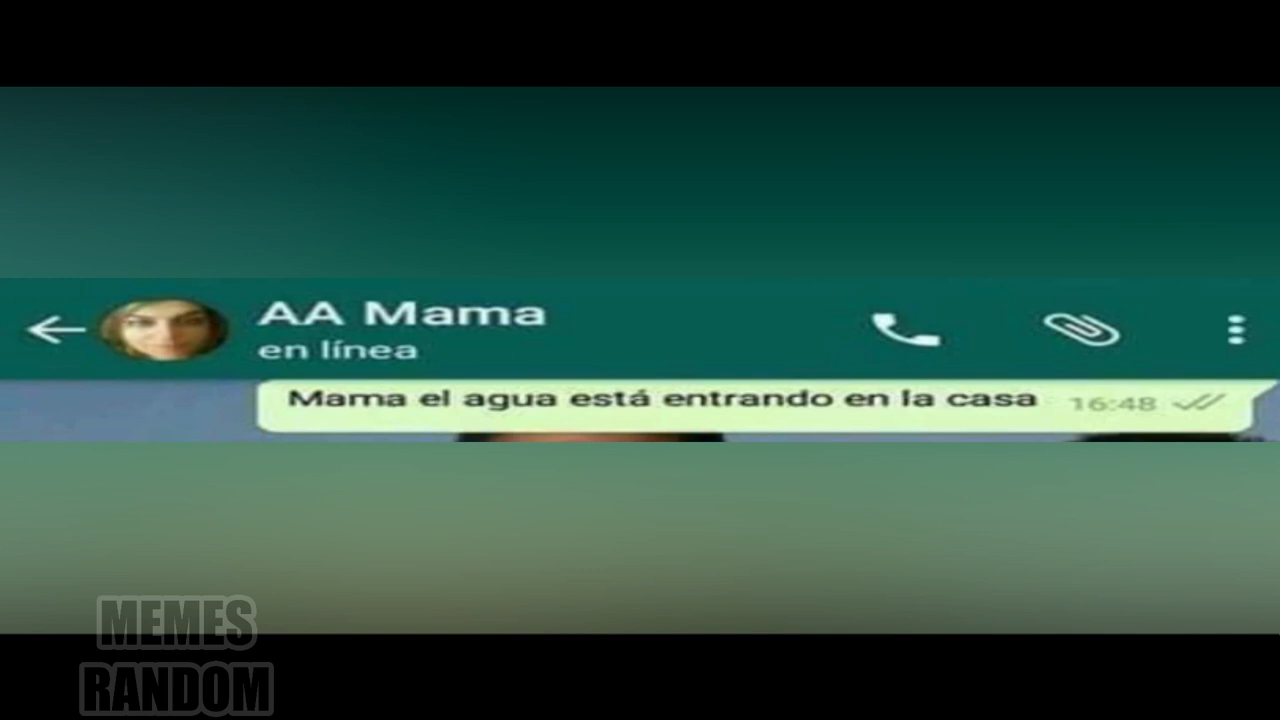 AA Mama
en línea
Mama el agua está entrando en la casa 16:48
MEMES
RANDOM